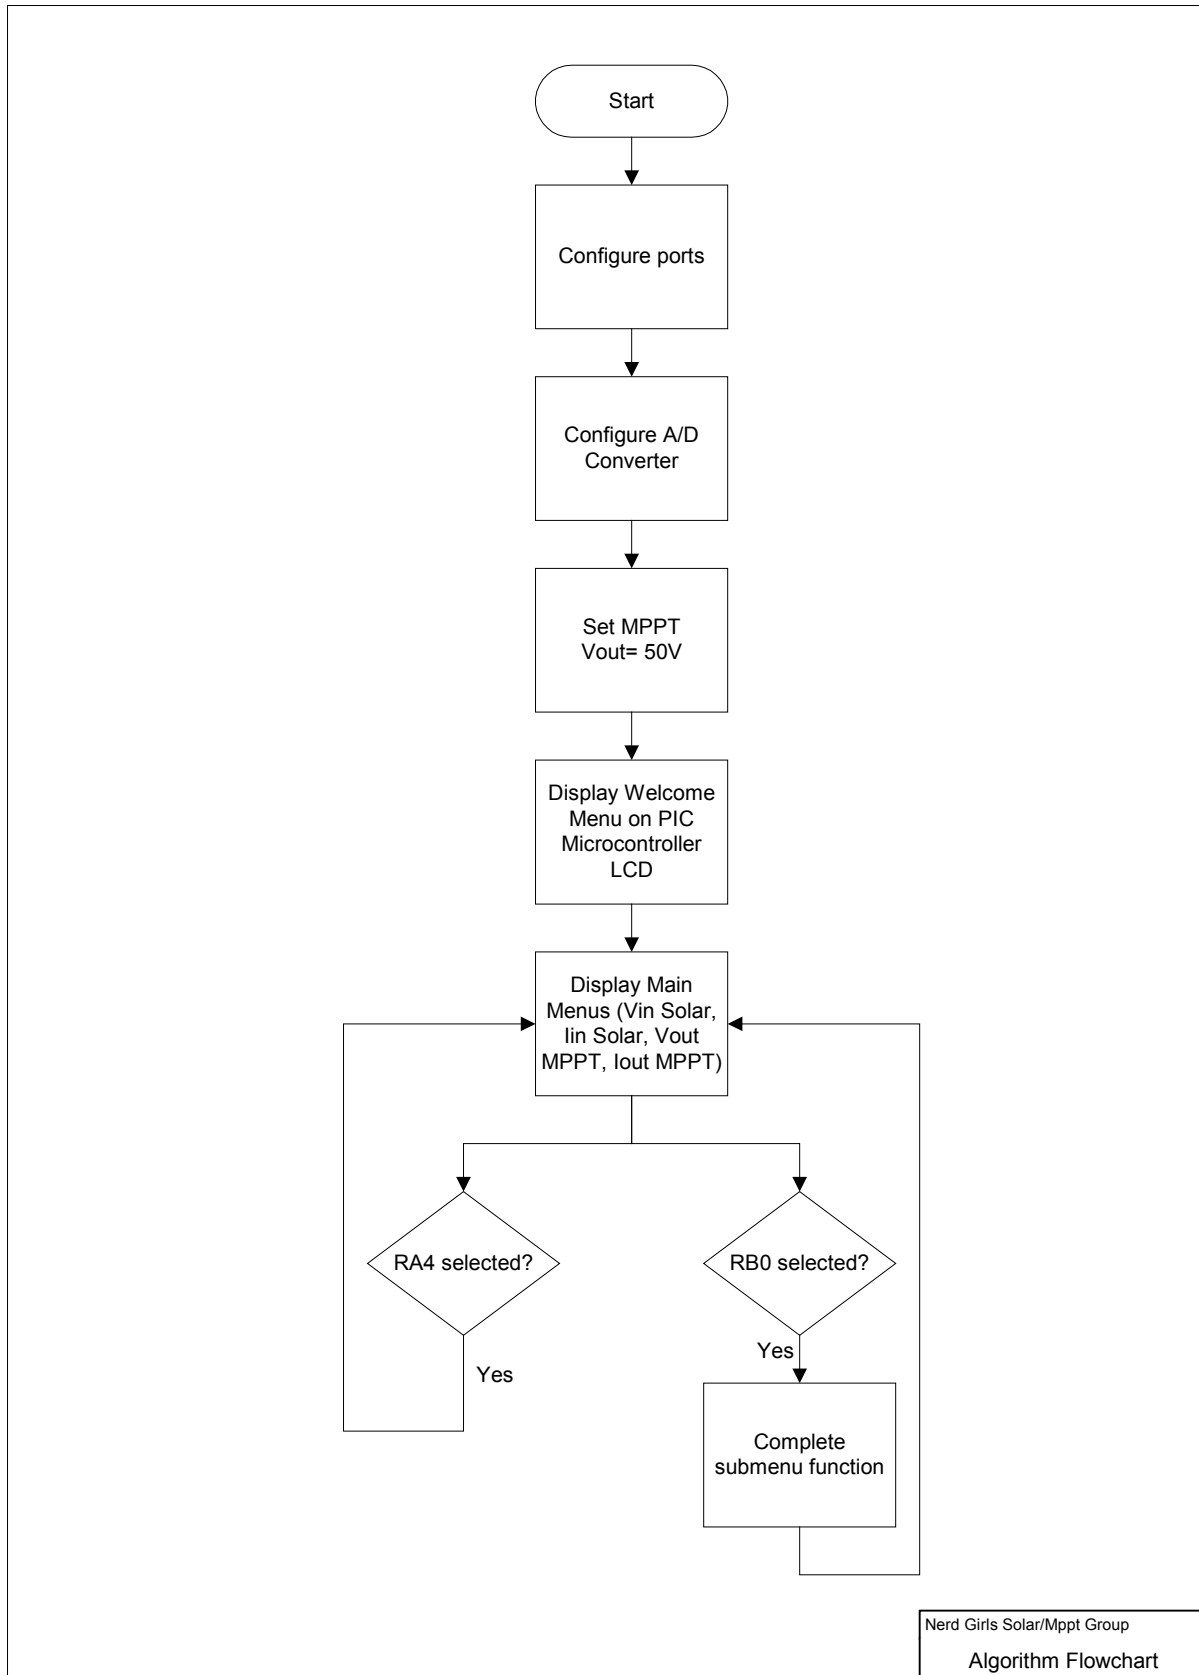 Start
Configure ports
Configure A/D
Converter
Set MPPT
Vout= 50V
Display Welcome
Menu on PIC
Microcontroller
LCD
Display Main
Menus (Vin Solar,
Iin Solar, Vout
MPPT, Iout MPPT)
RA4 selected?
RB0 selected?
Yes
Yes
Complete
submenu function
Nerd Girls Solar/Mppt Group
Algorithm Flowchart